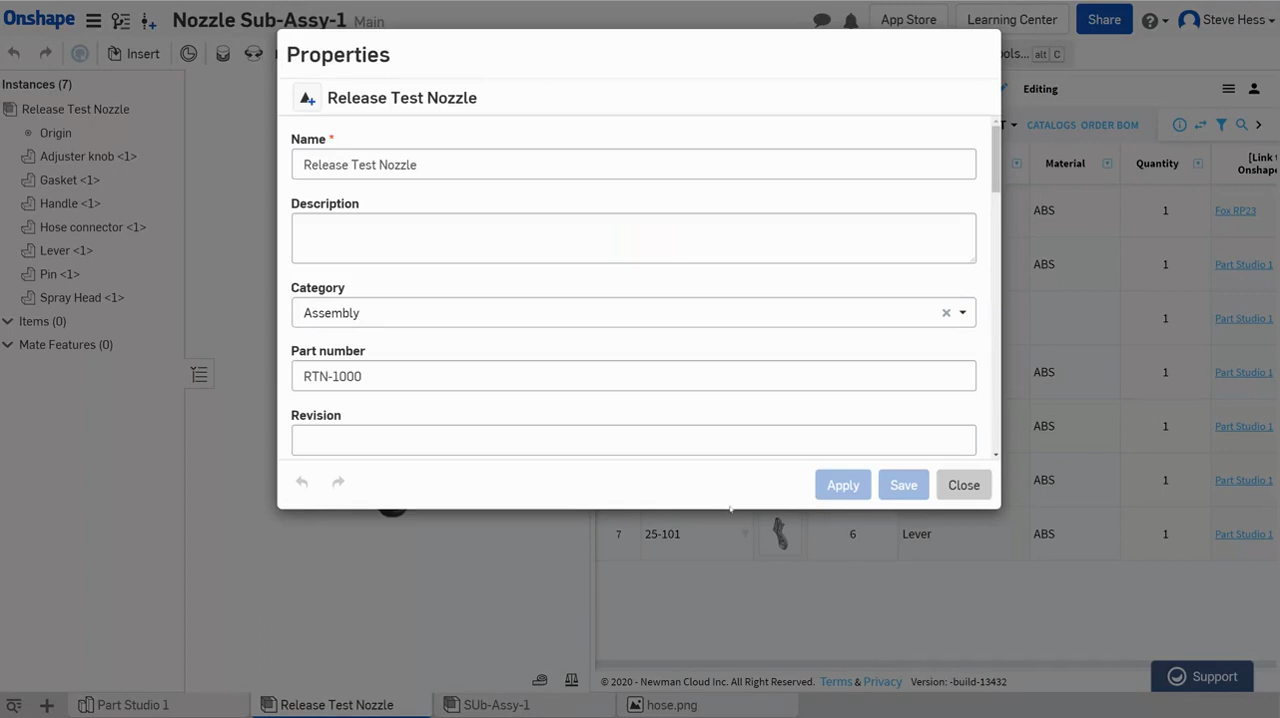 Onshape Nozzle Sub-Assy-1 Main App Store Learning Center Share Steve Hess
Insert ools... alt C
Properties
Release Test Nozzle
Name *
Release Test Nozzle
Description
Category
Assembly
Part number
RTN-1000
Revision
Apply Save Close
Instances (7)
Release Test Nozzle
Origin
Adjuster knob <1>
Gasket <1>
Handle <1>
Hose connector <1>
Lever <1>
Pin <1>
Spray Head <1>
Items (0)
Mate Features (0)
Editing
CATALOGS ORDER BOM
Material Quantity [Link
Onshape
ABS 1 Fox RP23
ABS 1 Part Studio 1
1 Part Studio 1
ABS 1 Part Studio 1
ABS 1 Part Studio 1
ABS 1 Part Studio 1
7 25-101 6 Lever ABS 1 Part Studio 1
© 2020 - Newman Cloud Inc. All Right Reserved. Terms & Privacy Version: -build-13432
Support
Part Studio 1 Release Test Nozzle SUb-Assy-1 hose.png